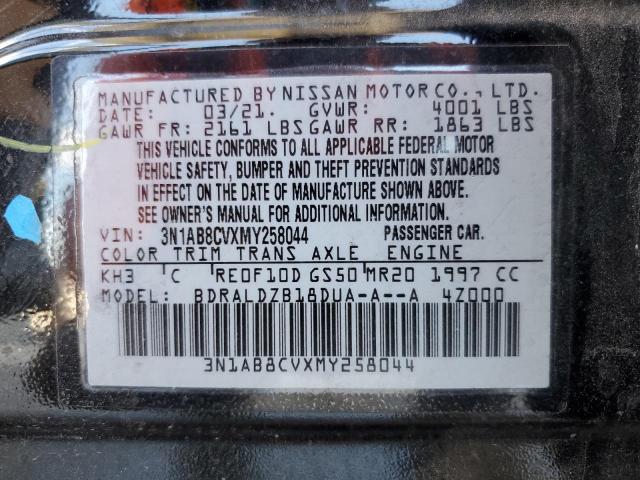 MANUFACTURED BY NISSAN MOTOR CO., LTD.
DATE: 03/21. GVWR: 4001 LBS
GAWR FR: 2161 LBS GAWR RR: 1863 LBS
THIS VEHICLE CONFORMS TO ALL APPLICABLE FEDERAL MOTOR
VEHICLE SAFETY, BUMPER AND THEFT PREVENTION STANDARDS
IN EFFECT ON THE DATE OF MANUFACTURE SHOWN ABOVE.
SEE OWNER'S MANUAL FOR ADDITIONAL INFORMATION.
VIN: 3N1AB8CVXMY258044 PASSENGER CAR.
COLOR TRIM TRANS AXLE ENGINE
KH3 C RE0F10D GS50 MR20 1997 CC
MODEL: BDRALDZB18DUA-A--A 4Z000
3N1AB8CVXMY258044